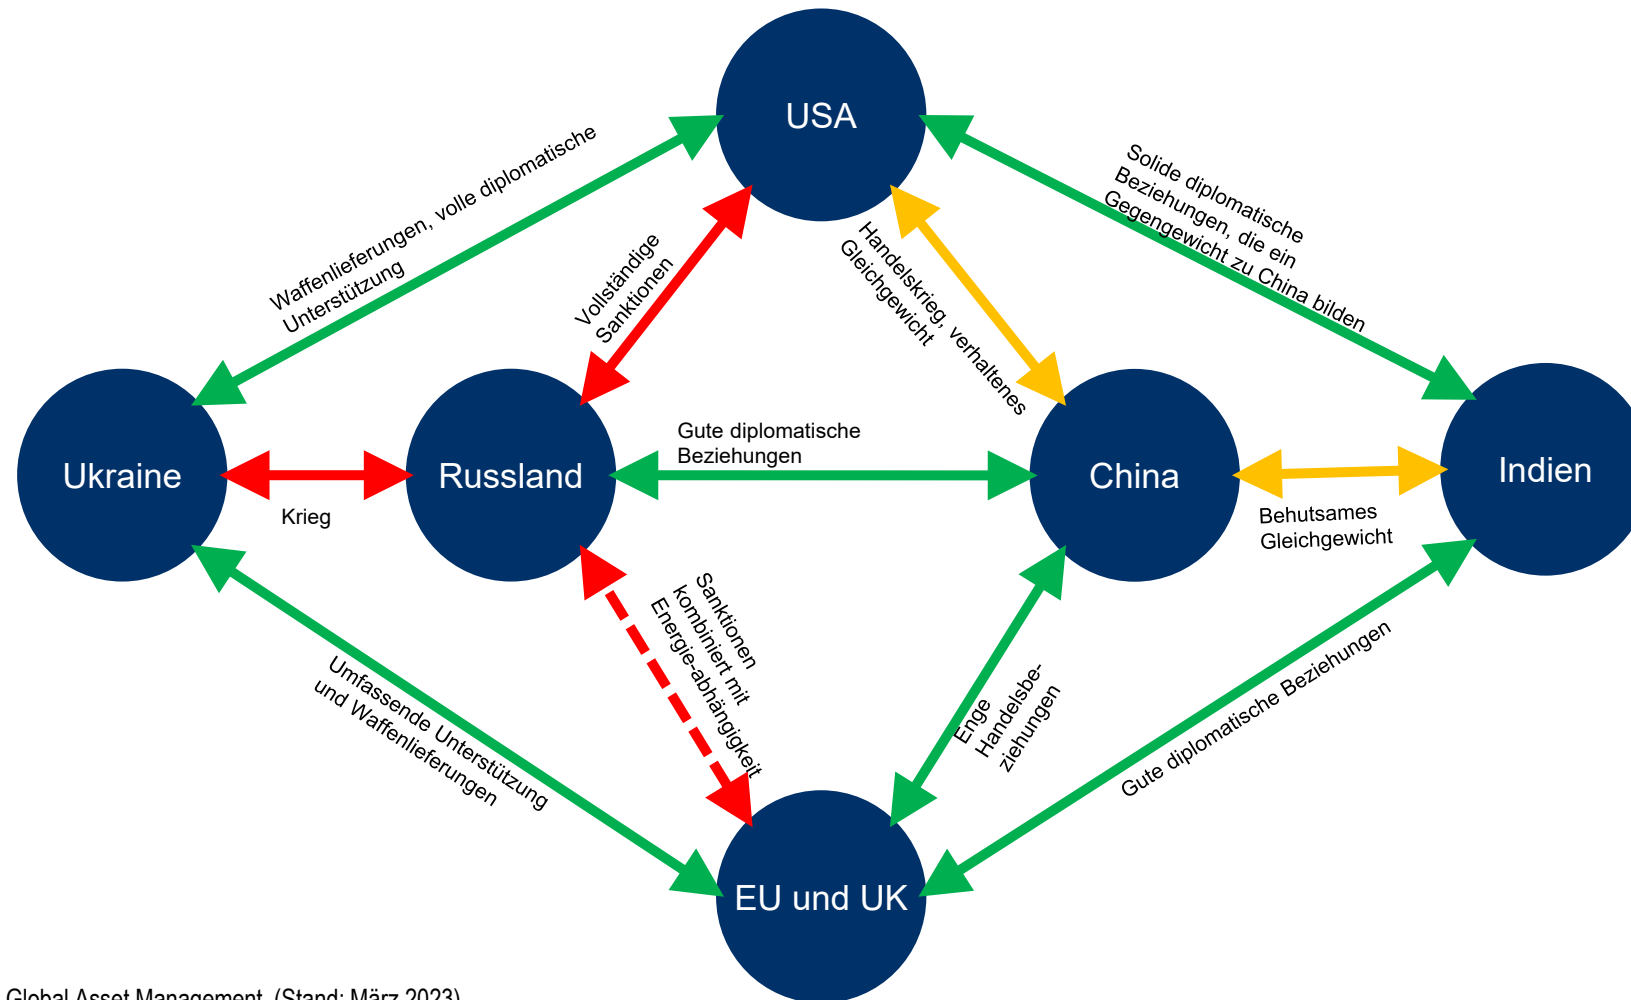 USA
Waffenlieferungen, volle diplomatische
Unterstützung
Vollständige
Sanktionen
Handelskrieg, verhaltenes
Gleichgewicht
Solide diplomatische
Beziehungen, die ein
Gegengewicht zu China bilden
Ukraine
Krieg
Russland
Gute diplomatische
Beziehungen
China
Behutsames
Gleichgewicht
Indien
Umfassende Unterstützung
und Waffenlieferungen
Sanktionen
kombiniert mit
Energie-abhängigkeit
Enge
Handelsbe-
ziehungen
Gute diplomatische Beziehungen
EU und UK
Global Asset Management. (Stand: März 2023)